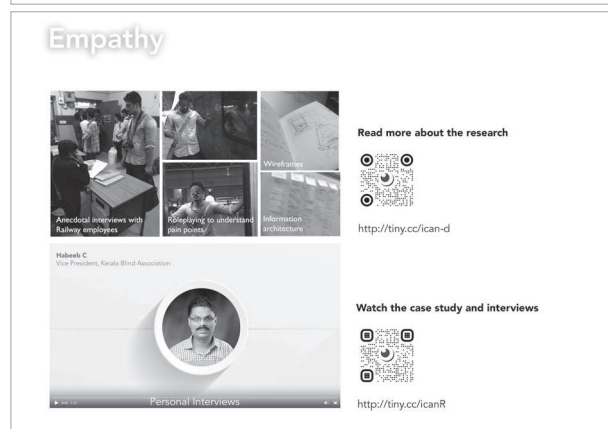 Empathy
Anecdotal interviews with
Railway employees
Roleplaying to understand
pain points
Wireframes
Information
architecture
Read more about the research
http://tiny.cc/ican-d
Habeeb C
Vice President, Kerala Blind Association
Personal Interviews
Watch the case study and interviews
http://tiny.cc/icanR